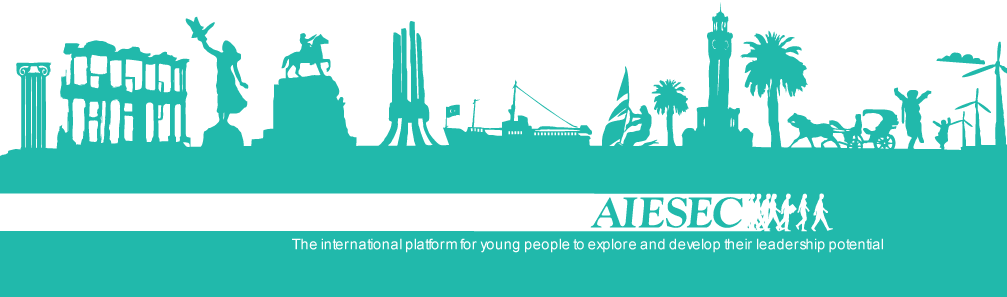 AIESEC
The international platform for young people to explore and develop their leadership potential